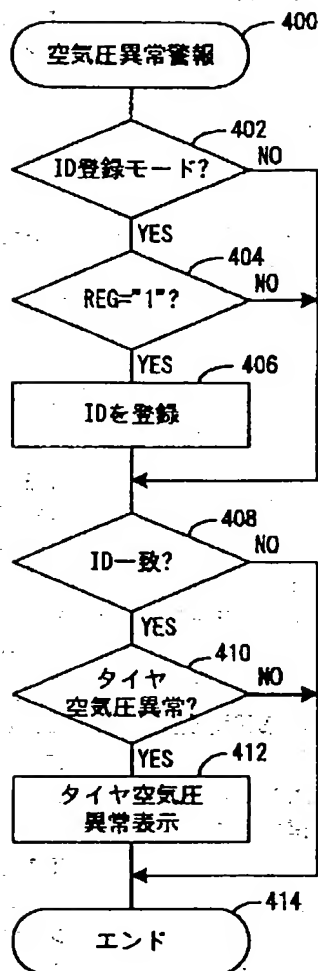 400
空気圧異常警報
402
ID登録モード?
NO
YES
404
REG="1"?
NO
YES
406
IDを登録
408
ID一致?
NO
YES
410
タイヤ
空気圧異常?
NO
YES
412
タイヤ空気圧
異常表示
414
エンド